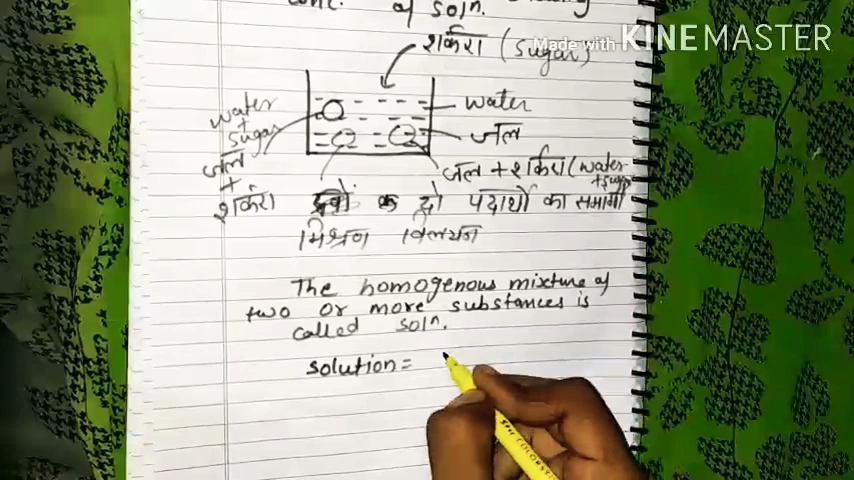 conc. of solⁿ.
Made with KINEMASTER
शर्करा (sugar)
water
water
+
sugar
जल
+
शर्करा
जल
जल + शर्करा (water
+ sugar
दो पदार्थो का समांगी
मिश्रण विलयन
The homogenous mixture of
two or more substances is
called solⁿ.
solution =